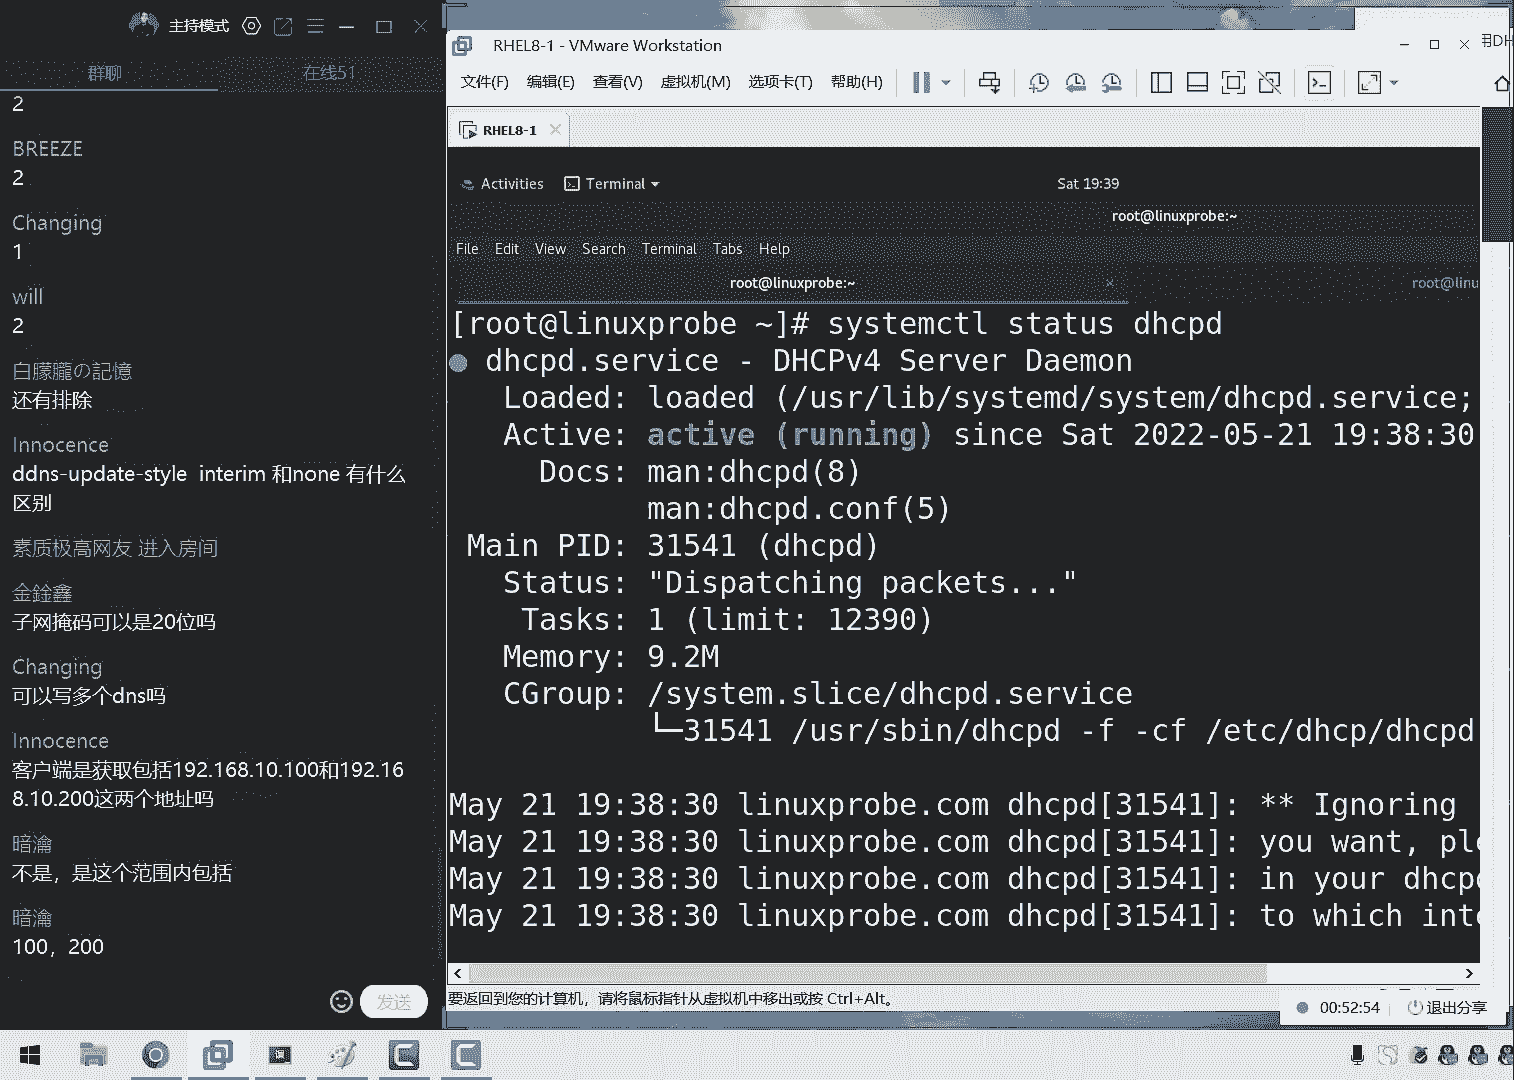 主持模式
群聊
在线51
2
BREEZE
2
Changing
1
will
2
白朦朧の記憶
还有排除
Innocence
ddns-update-style interim 和none 有什么
区别
素质极高网友 进入房间
金銓鑫
子网掩码可以是20位吗
Changing
可以写多个dns吗
Innocence
客户端是获取包括192.168.10.100和192.16
8.10.200这两个地址吗
暗瀹
不是，是这个范围内包括
暗瀹
100，200
发送
RHEL8-1 - VMware Workstation
文件(F) 编辑(E) 查看(V) 虚拟机(M) 选项卡(T) 帮助(H)
RHEL8-1
Activities Terminal Sat 19:39
root@linuxprobe:~
File Edit View Search Terminal Tabs Help
root@linuxprobe:~ root@linu
[root@linuxprobe ~]# systemctl status dhcpd
● dhcpd.service - DHCPv4 Server Daemon
Loaded: loaded (/usr/lib/systemd/system/dhcpd.service;
Active: active (running) since Sat 2022-05-21 19:38:30
Docs: man:dhcpd(8)
man:dhcpd.conf(5)
Main PID: 31541 (dhcpd)
Status: "Dispatching packets..."
Tasks: 1 (limit: 12390)
Memory: 9.2M
CGroup: /system.slice/dhcpd.service
└─31541 /usr/sbin/dhcpd -f -cf /etc/dhcp/dhcpd
May 21 19:38:30 linuxprobe.com dhcpd[31541]: ** Ignoring
May 21 19:38:30 linuxprobe.com dhcpd[31541]: you want, ple
May 21 19:38:30 linuxprobe.com dhcpd[31541]: in your dhcpd
May 21 19:38:30 linuxprobe.com dhcpd[31541]: to which inte
要返回到您的计算机，请将鼠标指针从虚拟机中移出或按 Ctrl+Alt。
00:52:54 退出分享